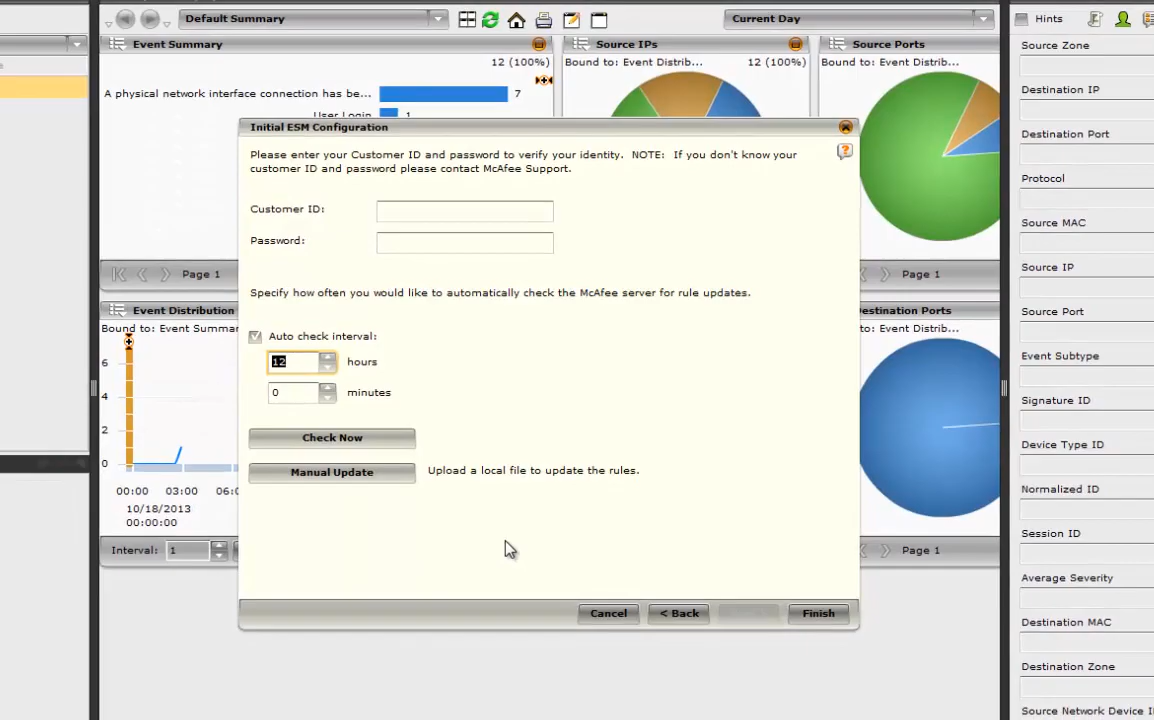 Default Summary
Current Day
Hints
Event Summary
12 (100%)
A physical network interface connection has be...
7
User Login
1
Source IPs
Bound to: Event Distrib...
12 (100%)
Source Ports
Bound to: Event Distrib...
Page 1
Page 1
Initial ESM Configuration
Please enter your Customer ID and password to verify your identity. NOTE: If you don't know your
customer ID and password please contact McAfee Support.
Customer ID:
Password:
Specify how often you would like to automatically check the McAfee server for rule updates.
Auto check interval:
12
hours
0
minutes
Check Now
Manual Update
Upload a local file to update the rules.
Cancel
< Back
Finish
Event Distribution
Bound to: Event Summar
6
4
2
0
00:00
03:00
06:0
10/18/2013
00:00:00
Interval:
1
Destination Ports
Bound to: Event Distrib...
Page 1
Source Zone
Destination IP
Destination Port
Protocol
Source MAC
Source IP
Source Port
Event Subtype
Signature ID
Device Type ID
Normalized ID
Session ID
Average Severity
Destination MAC
Destination Zone
Source Network Device I